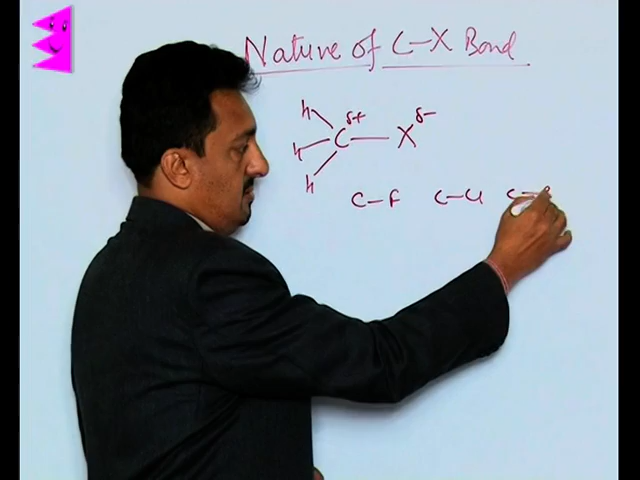 Nature of C-X Bond
h
δ+ δ-
h C — X
h
C-F C-Cl C-